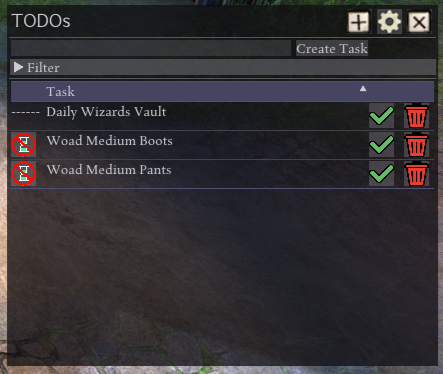 TODOs
Create Task
Filter
Task
------ Daily Wizards Vault
Woad Medium Boots
Woad Medium Pants